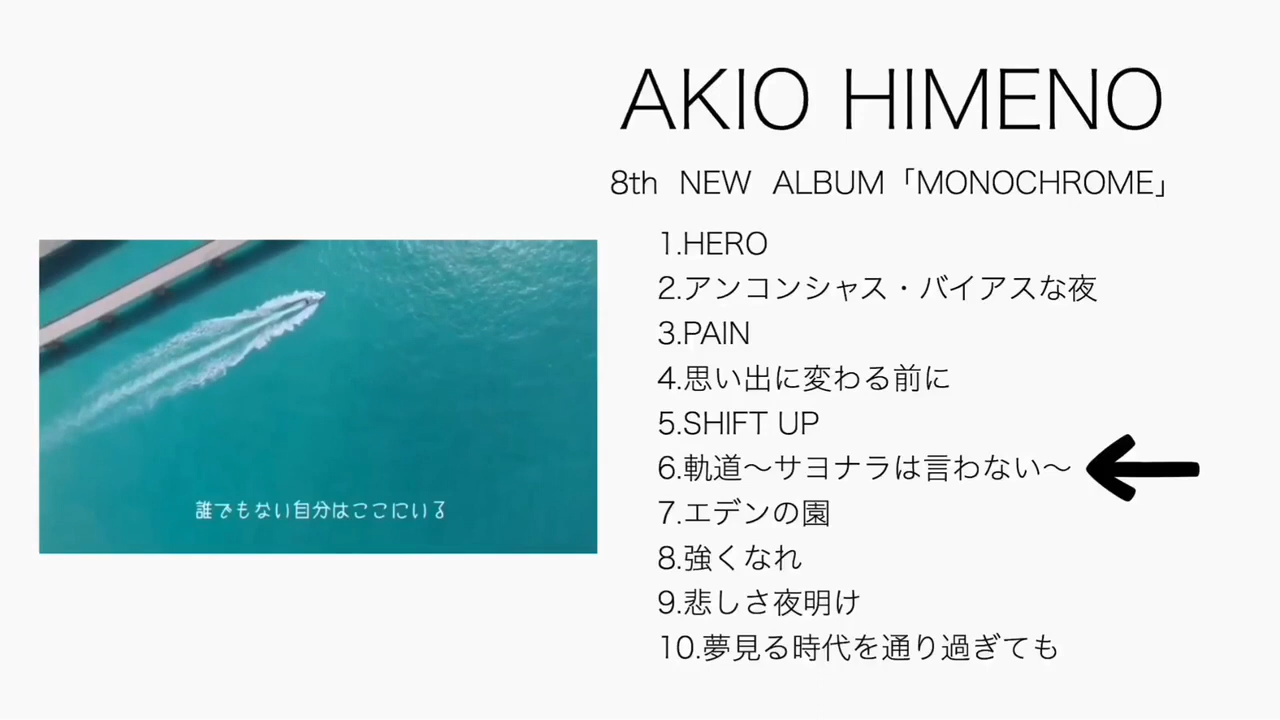 AKIO HIMENO
8th NEW ALBUM「MONOCHROME」
1.HERO
2.アンコンシャス・バイアスな夜
3.PAIN
4.思い出に変わる前に
5.SHIFT UP
6.軌道〜サヨナラは言わない〜
7.エデンの園
8.強くなれ
9.悲しさ夜明け
10.夢見る時代を通り過ぎても
誰でもない自分はここにいる